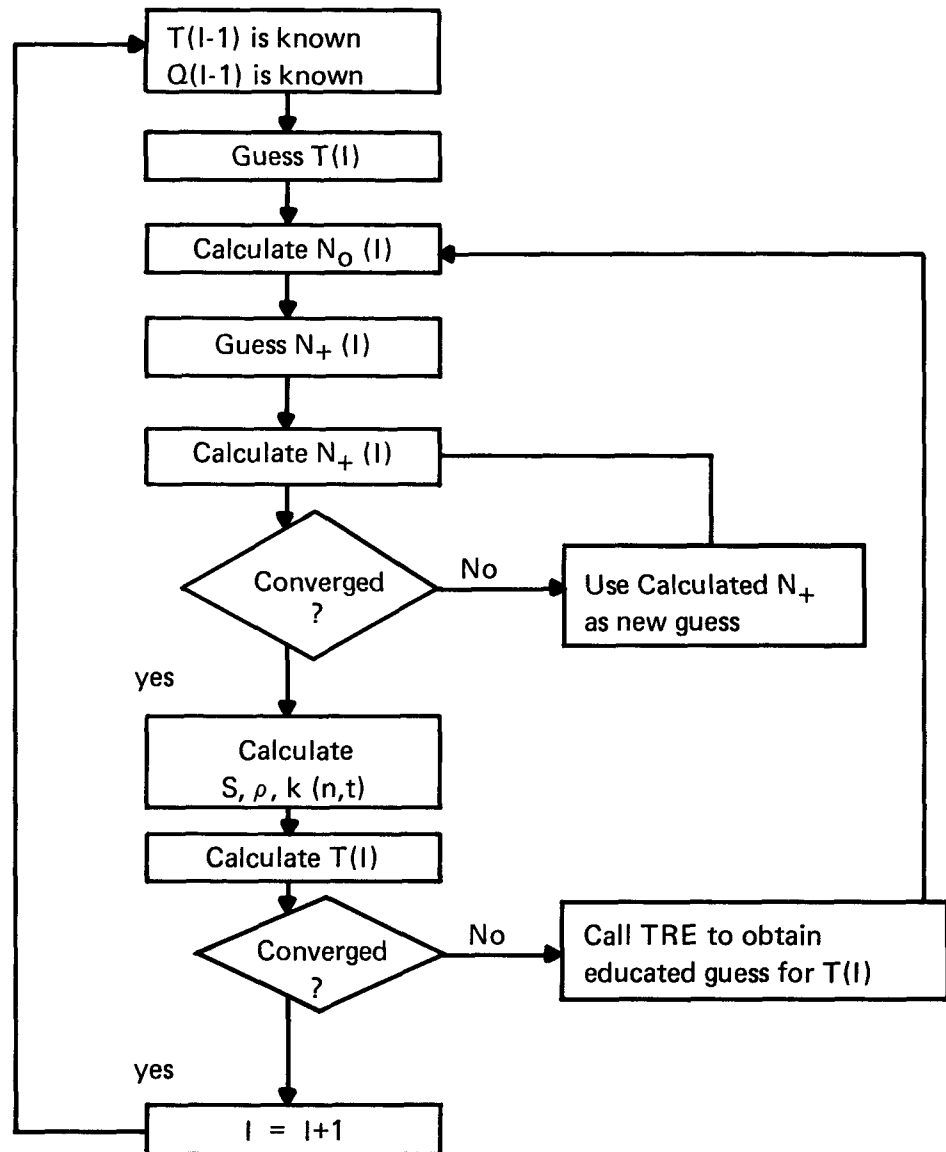 T(I-1) is known
Q(I-1) is known
Guess T(I)
Calculate N₀ (I)
Guess N₊ (I)
Calculate N₊ (I)
Converged
?
No
Use Calculated N₊
as new guess
yes
Calculate
S, ρ, k (n,t)
Calculate T(I)
Converged
?
No
Call TRE to obtain
educated guess for T(I)
yes
I = I+1